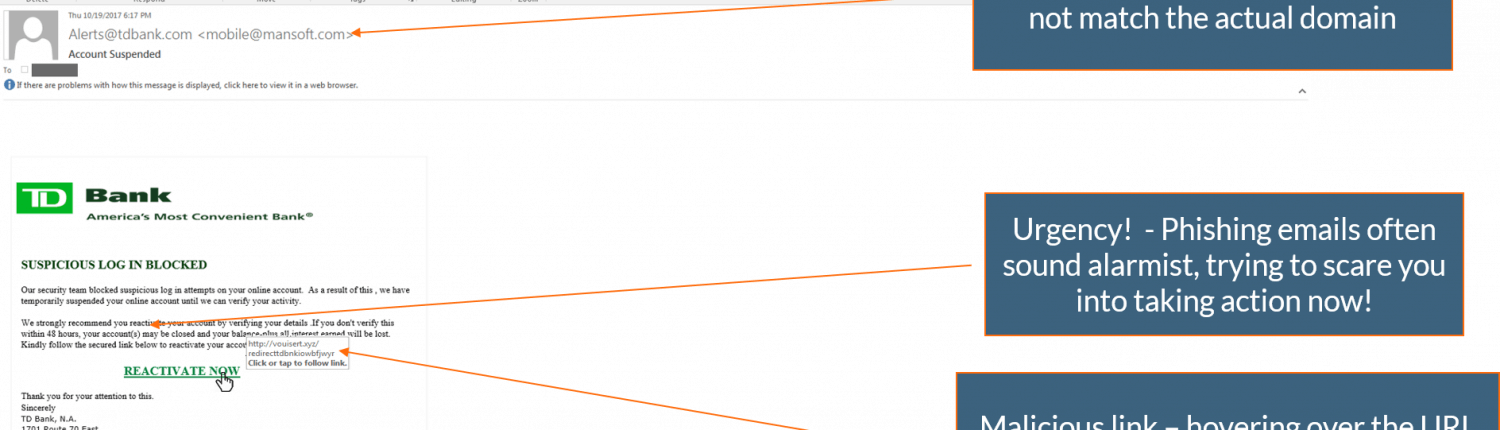 Thu 10/19/2017 6:17 PM
Alerts@tdbank.com <mobile@mansoft.com>
Account Suspended
To
If there are problems with how this message is displayed, click here to view it in a web browser.
not match the actual domain
TD Bank
America's Most Convenient Bank®
SUSPICIOUS LOG IN BLOCKED
Our security team blocked suspicious log in attempts on your online account. As a result of this , we have
temporarily suspended your online account until we can verify your activity.
We strongly recommend you reactivate your account by verifying your details .If you don't verify this
within 48 hours, your account(s) may be closed and your balance-plus all interest earned will be lost.
Kindly follow the secured link below to reactivate your
http://vouisert.xyz/
redirecttdbnkiowbfjwyr
Click or tap to follow link.
REACTIVATE NOW
Thank you for your attention to this.
Sincerely
TD Bank, N.A.
1701 Route 70 East
Urgency! - Phishing emails often
sound alarmist, trying to scare you
into taking action now!
Malicious link – hovering over the URL